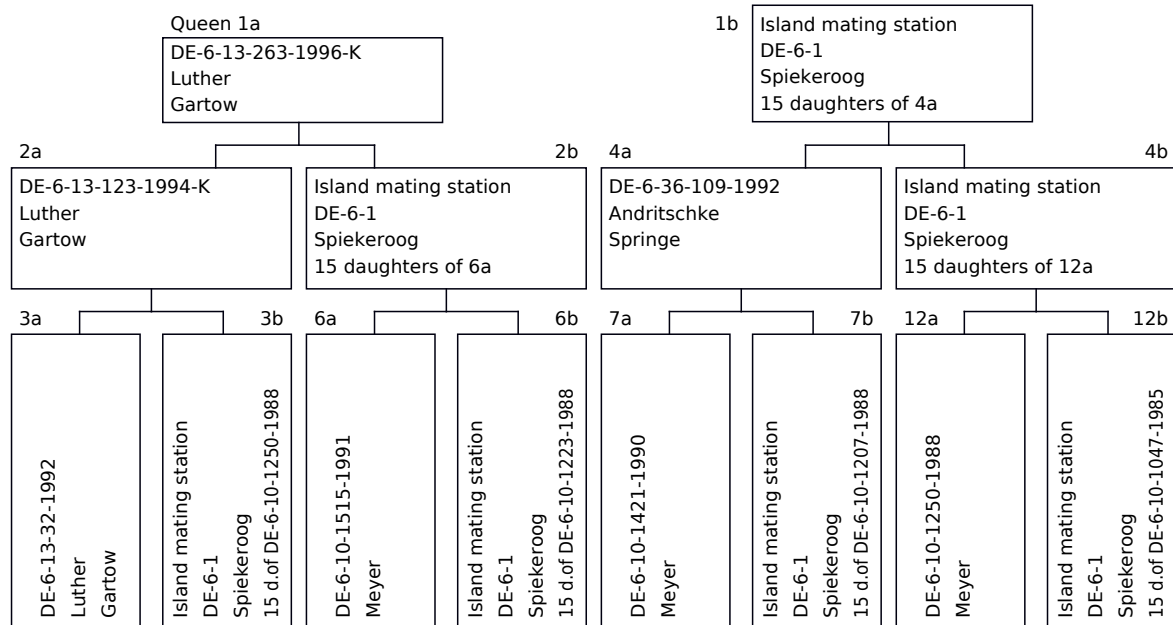 Queen 1a
DE-6-13-263-1996-K
Luther
Gartow
1b
Island mating station
DE-6-1
Spiekeroog
15 daughters of 4a
2a
DE-6-13-123-1994-K
Luther
Gartow
2b
Island mating station
DE-6-1
Spiekeroog
15 daughters of 6a
4a
DE-6-36-109-1992
Andritschke
Springe
4b
Island mating station
DE-6-1
Spiekeroog
15 daughters of 12a
3a
DE-6-13-32-1992
Luther
Gartow
3b
Island mating station
DE-6-1
Spiekeroog
15 d.of DE-6-10-1250-1988
6a
DE-6-10-1515-1991
Meyer
6b
Island mating station
DE-6-1
Spiekeroog
15 d.of DE-6-10-1223-1988
7a
DE-6-10-1421-1990
Meyer
7b
Island mating station
DE-6-1
Spiekeroog
15 d.of DE-6-10-1207-1988
12a
DE-6-10-1250-1988
Meyer
12b
Island mating station
DE-6-1
Spiekeroog
15 d.of DE-6-10-1047-1985